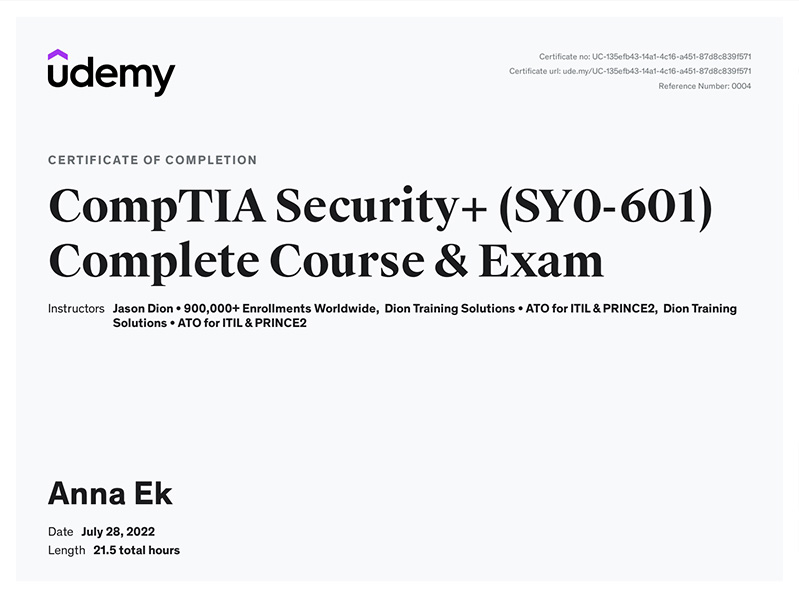 udemy
Certificate no: UC-135efb43-14a1-4c16-a451-87d8c839f571
Certificate url: ude.my/UC-135efb43-14a1-4c16-a451-87d8c839f571
Reference Number: 0004
CERTIFICATE OF COMPLETION
CompTIA Security+ (SY0-601)
Complete Course & Exam
Instructors Jason Dion • 900,000+ Enrollments Worldwide, Dion Training Solutions • ATO for ITIL & PRINCE2, Dion Training
Solutions • ATO for ITIL & PRINCE2
Anna Ek
Date July 28, 2022
Length 21.5 total hours